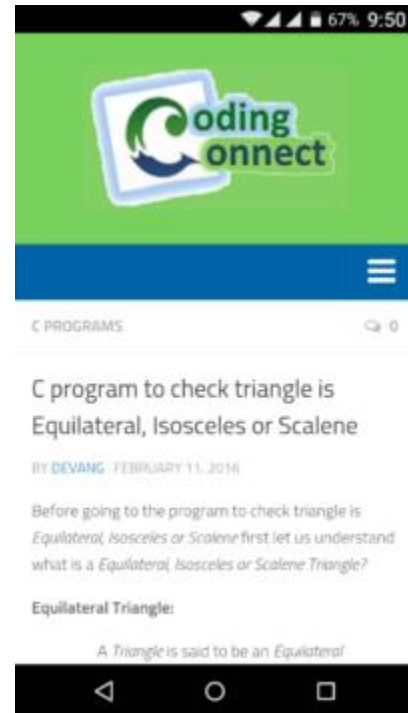 67% 9:50
Coding
Connect
C PROGRAMS 0
C program to check triangle is
Equilateral, Isosceles or Scalene
BY DEVANG FEBRUARY 11, 2016
Before going to the program to check triangle is
Equilateral, Isosceles or Scalene first let us understand
what is a Equilateral, Isosceles or Scalene Triangle?
Equilateral Triangle:
A Triangle is said to be an Equilateral